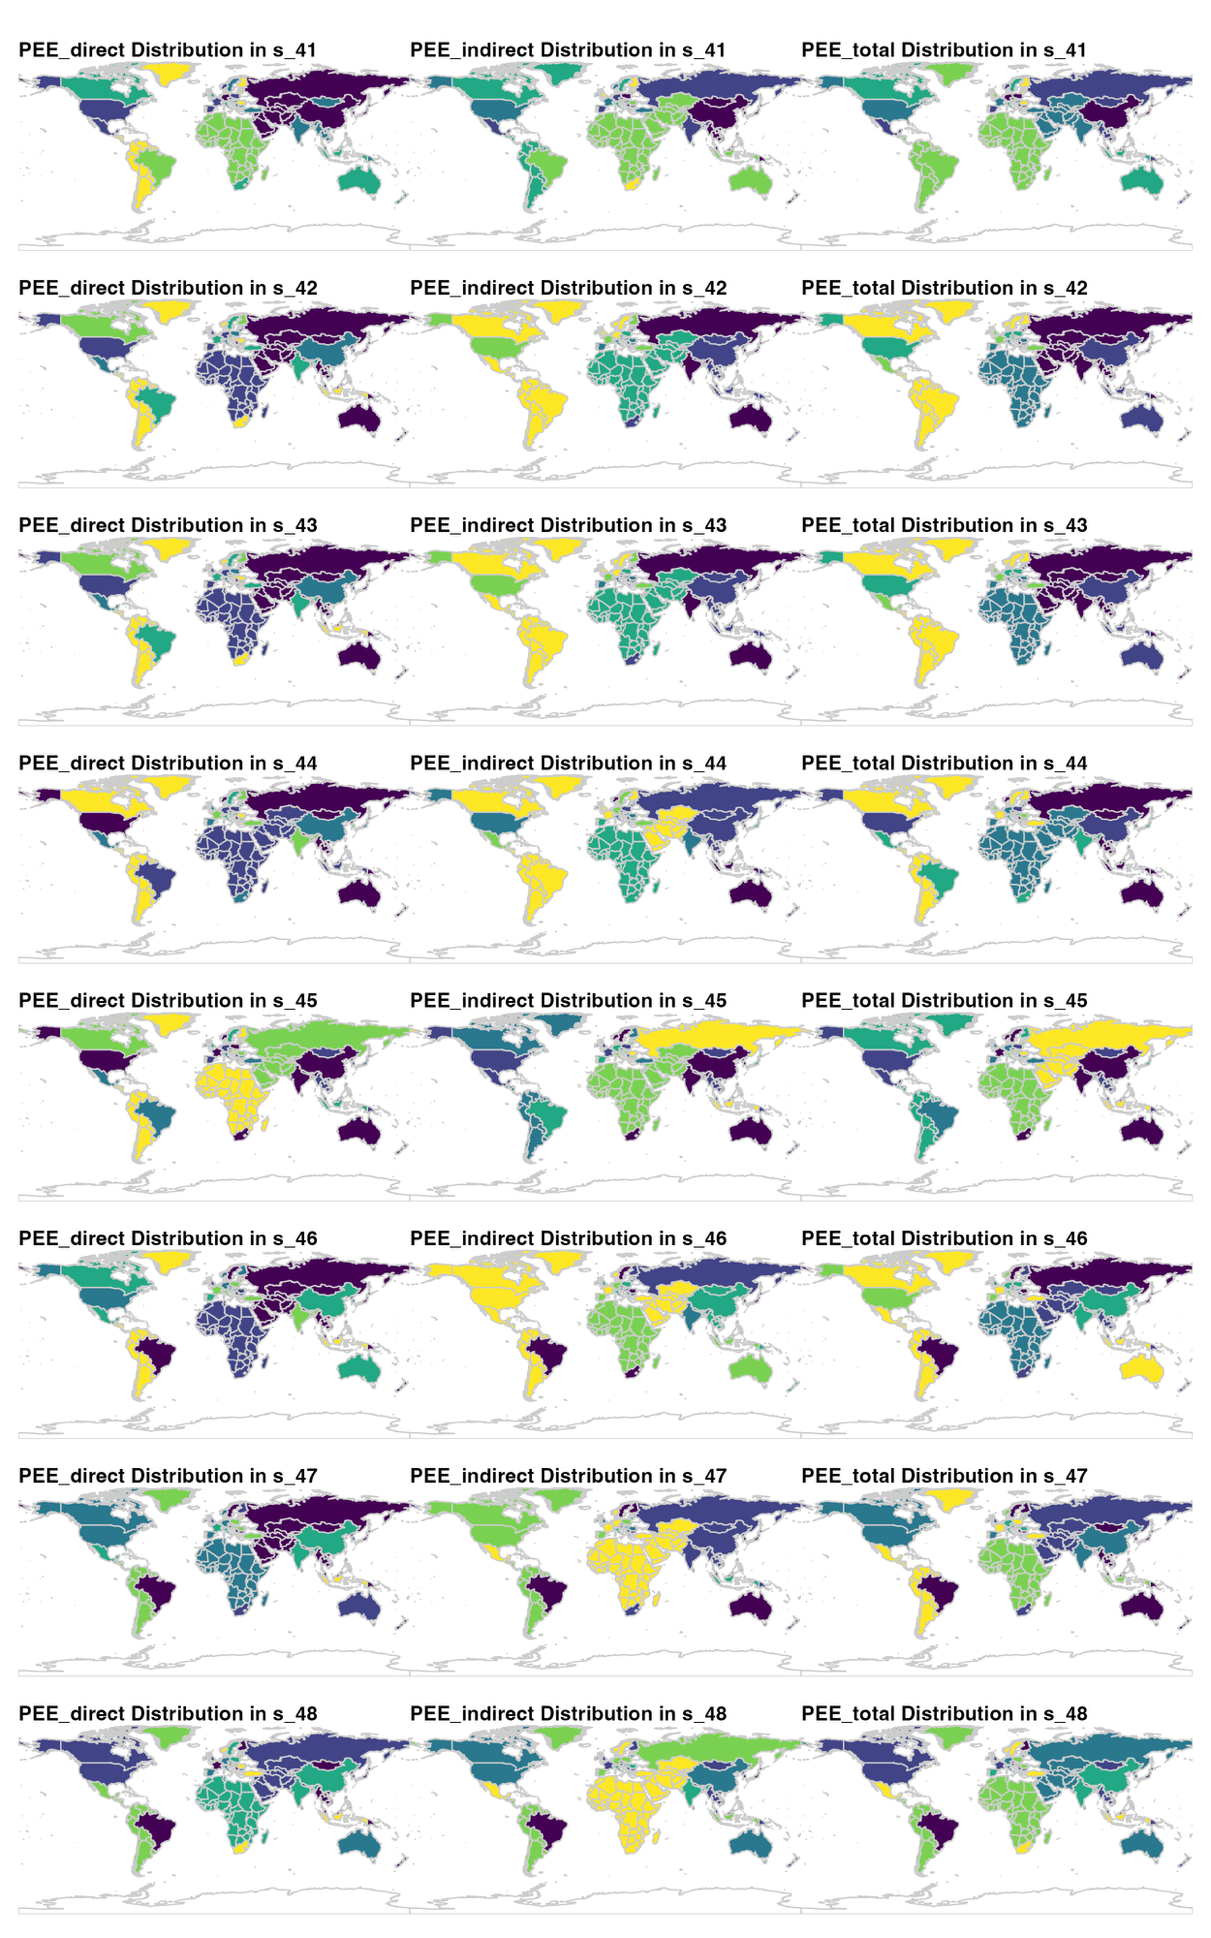 PEE_direct Distribution in s_41 PEE_indirect Distribution in s_41 PEE_total Distribution in s_41
PEE_direct Distribution in s_42 PEE_indirect Distribution in s_42 PEE_total Distribution in s_42
PEE_direct Distribution in s_43 PEE_indirect Distribution in s_43 PEE_total Distribution in s_43
PEE_direct Distribution in s_44 PEE_indirect Distribution in s_44 PEE_total Distribution in s_44
PEE_direct Distribution in s_45 PEE_indirect Distribution in s_45 PEE_total Distribution in s_45
PEE_direct Distribution in s_46 PEE_indirect Distribution in s_46 PEE_total Distribution in s_46
PEE_direct Distribution in s_47 PEE_indirect Distribution in s_47 PEE_total Distribution in s_47
PEE_direct Distribution in s_48 PEE_indirect Distribution in s_48 PEE_total Distribution in s_48